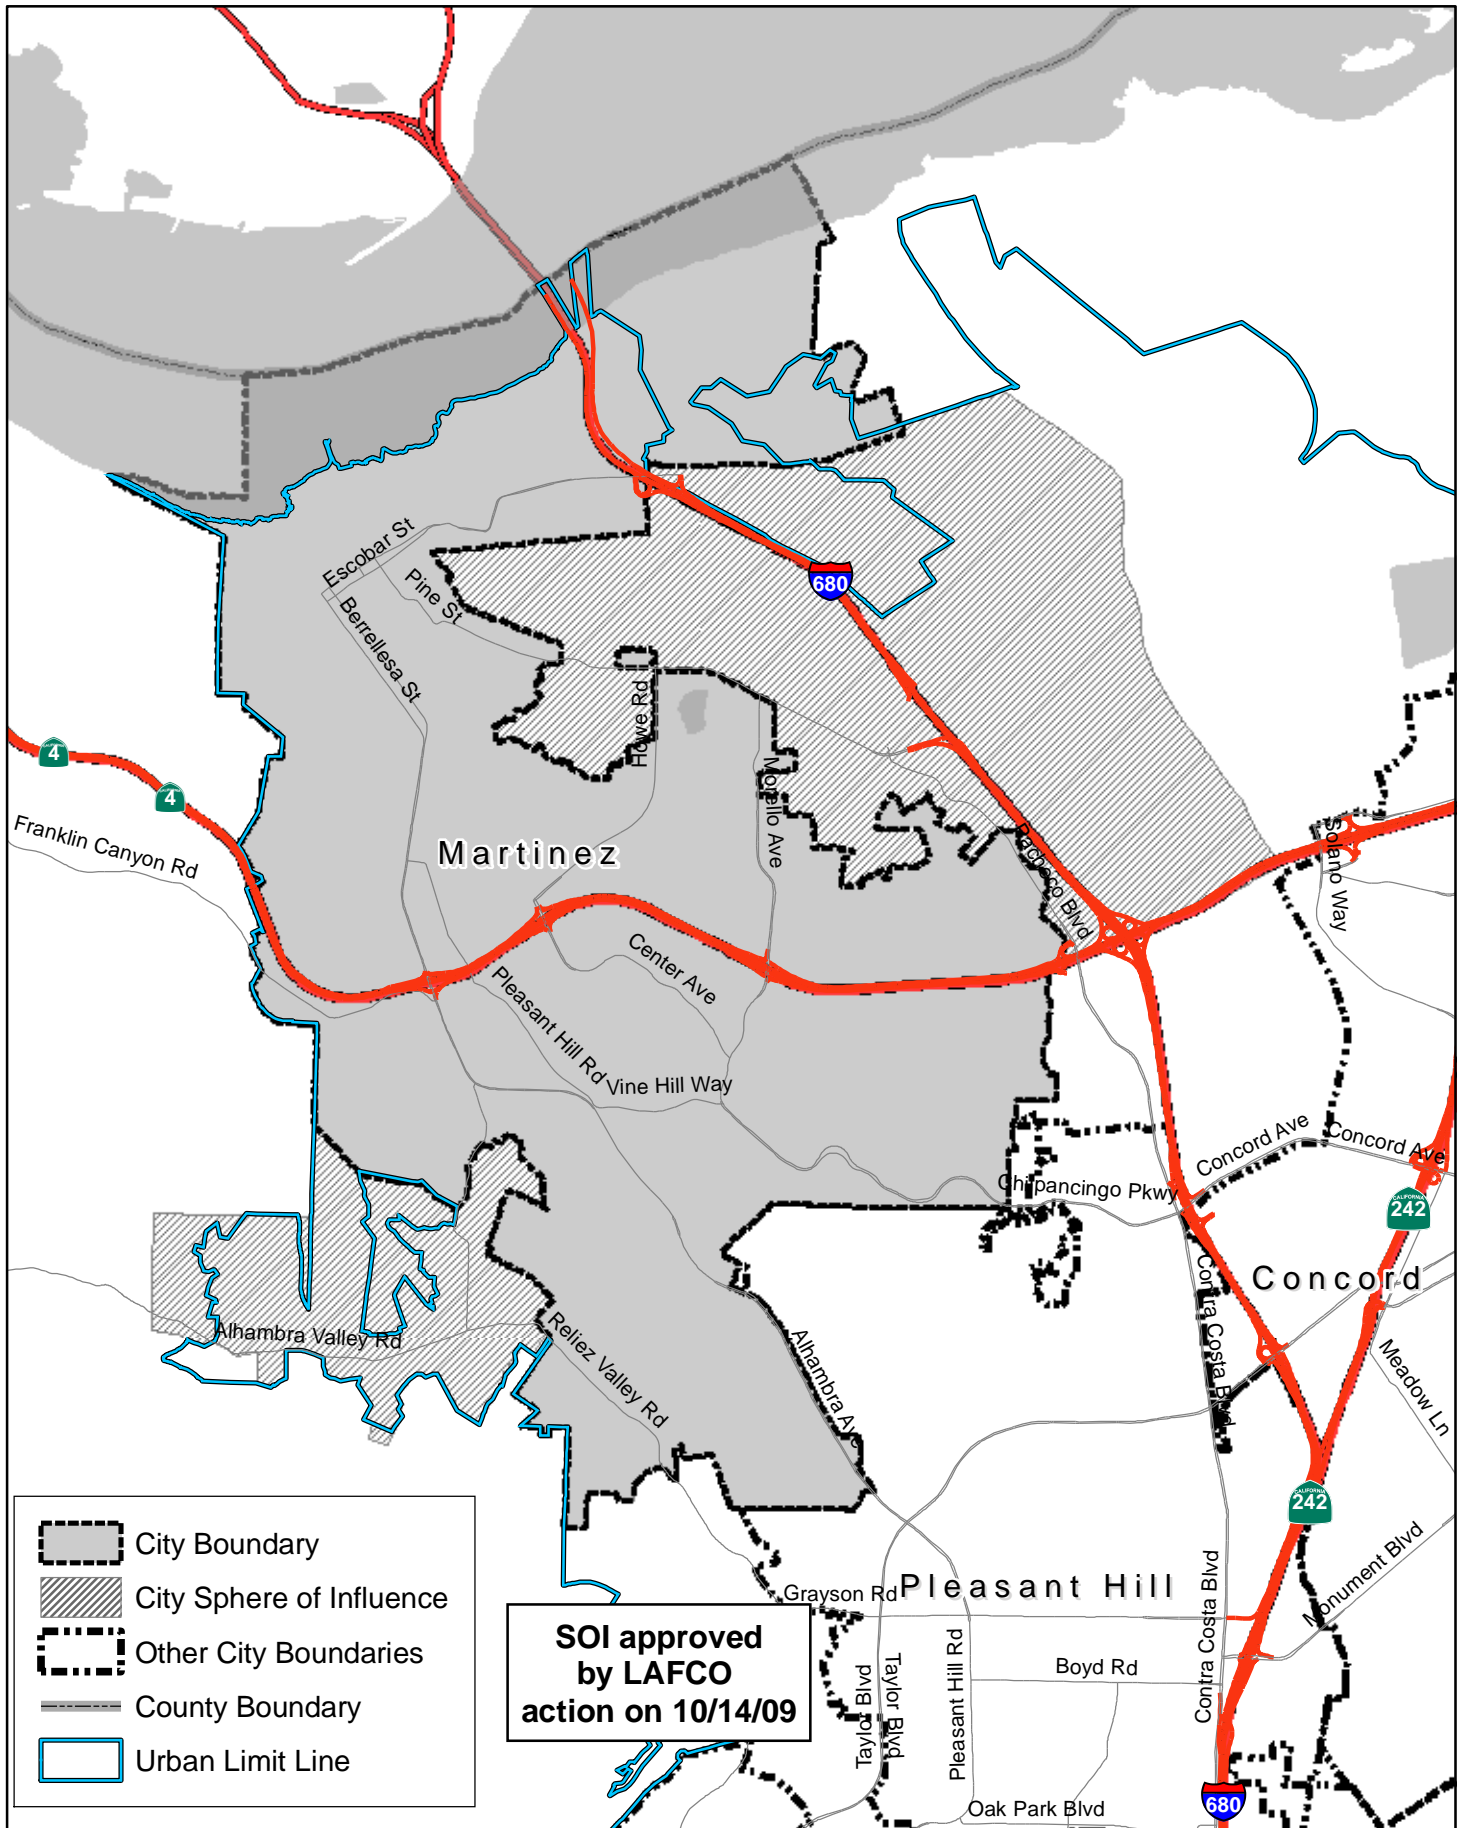 680
Escobar St
Pine St
Berrellesa St
Howe Rd
4
CALIFORNIA
4
Morello Ave
Franklin Canyon Rd
Martinez
Pacheco Blvd
Solano Way
Center Ave
Pleasant Hill Rd
Vine Hill Way
Concord Ave
Concord Ave
Chilpancingo Pkwy
CALIFORNIA
242
Concord
Contra Costa Blvd
Alhambra Valley Rd
Reliez Valley Rd
Alhambra Ave
Meadow Ln
CALIFORNIA
242
Monument Blvd
Grayson Rd
Pleasant Hill
Contra Costa Blvd
Boyd Rd
Pleasant Hill Rd
Taylor Blvd
Taylor Blvd
Oak Park Blvd
680
City Boundary
City Sphere of Influence
Other City Boundaries
County Boundary
Urban Limit Line
SOI approved
by LAFCO
action on 10/14/09